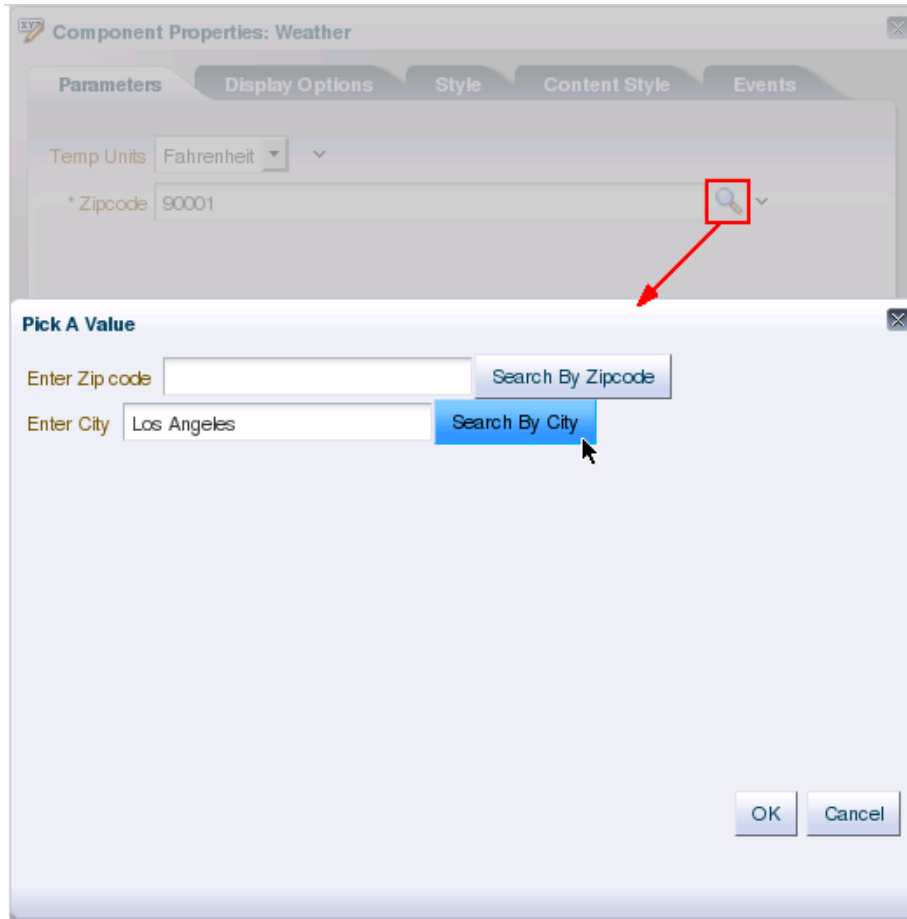 Component Properties: Weather
Parameters Display Options Style Content Style Events
Temp Units Fahrenheit
* Zipcode 90001
Pick A Value
Enter Zip code Search By Zipcode
Enter City Los Angeles Search By City
OK Cancel